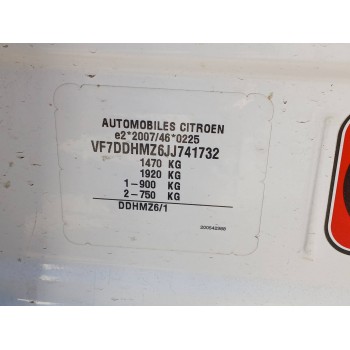 AUTOMOBILES CITROEN
e2*2007/46*0225
VF7DDHMZ6JJ741732
1470 KG
1920 KG
1-900 KG
2-750 KG
DDHMZ6/1